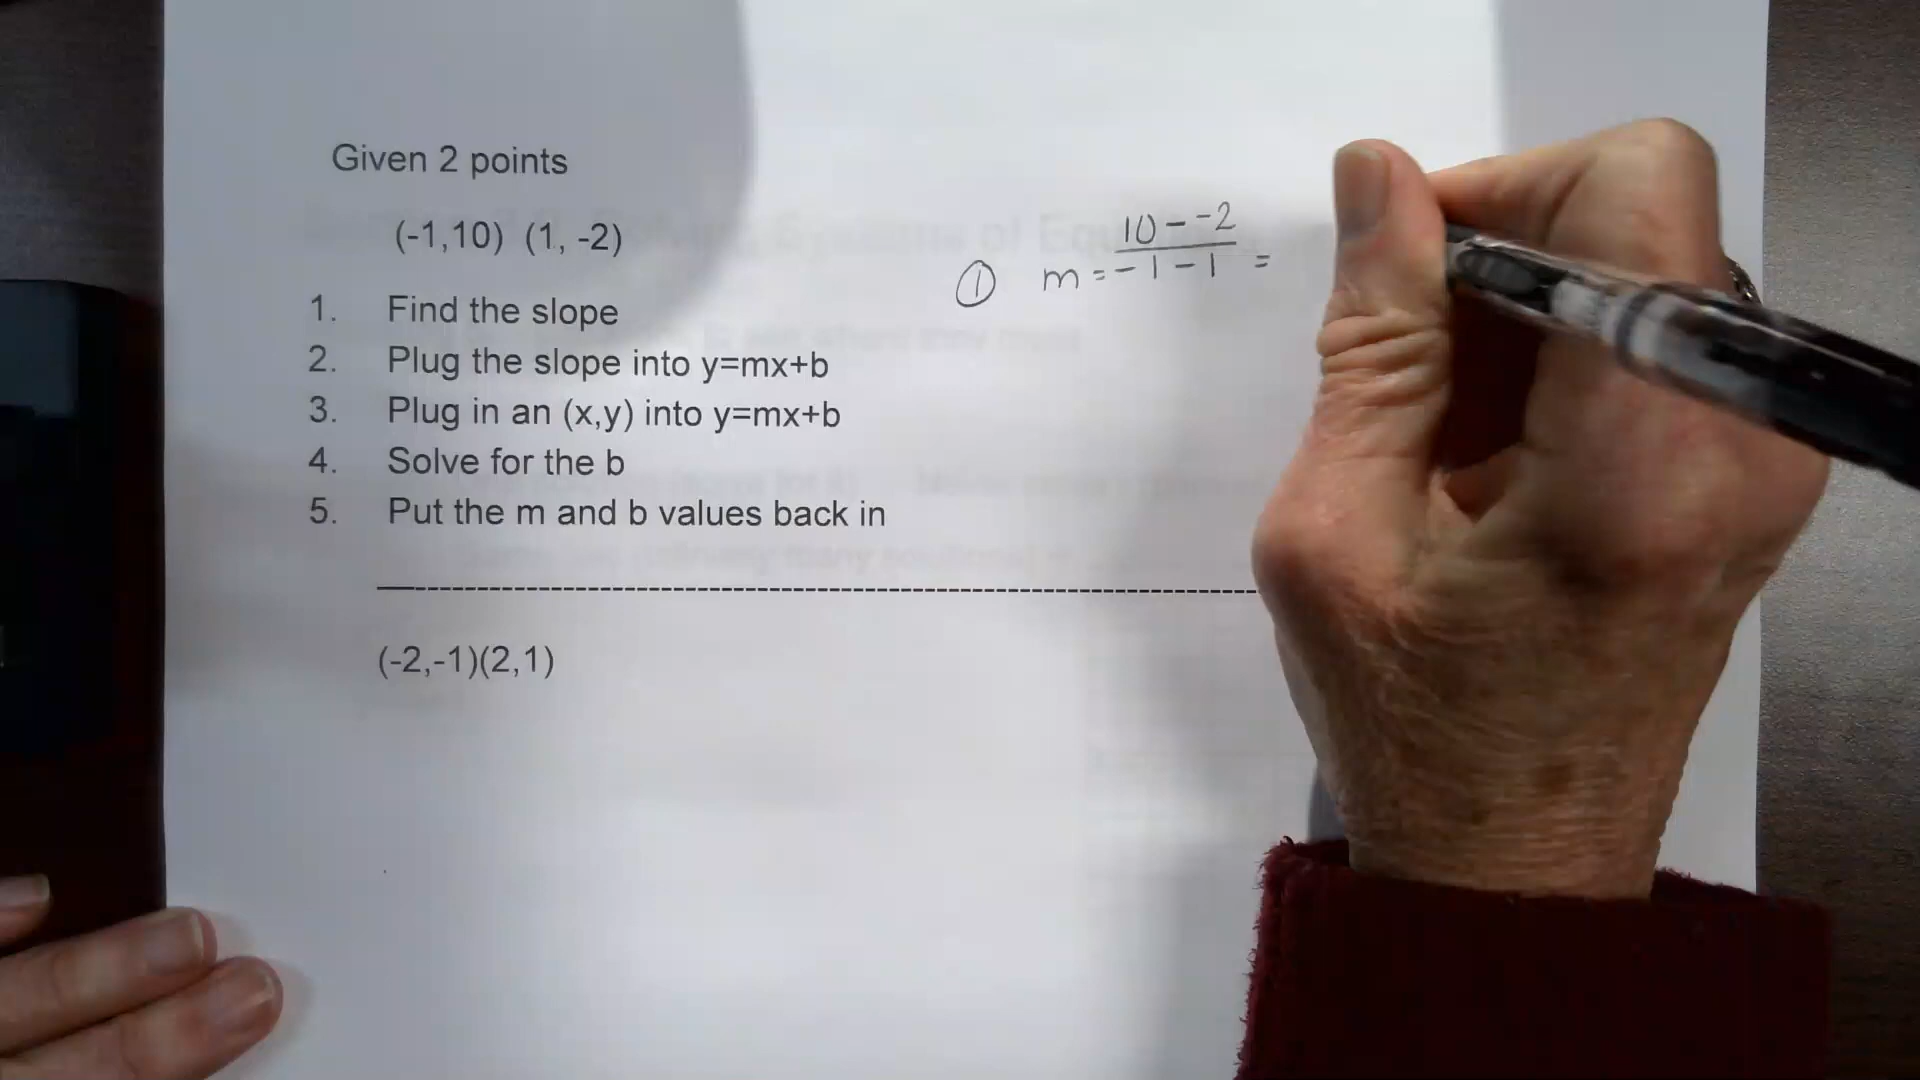 Given 2 points
(-1,10) (1, -2)
1. Find the slope
2. Plug the slope into y=mx+b
3. Plug in an (x,y) into y=mx+b
4. Solve for the b
5. Put the m and b values back in
(-2,-1)(2,1)
10 - -2
① m = - 1 - 1 =